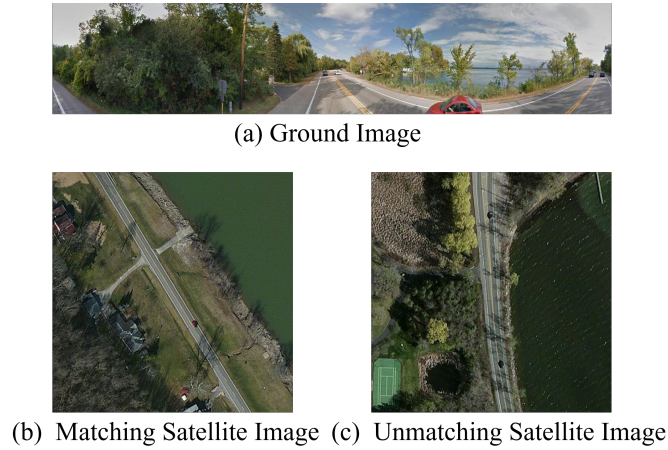 (a) Ground Image
(b) Matching Satellite Image
(c) Unmatching Satellite Image